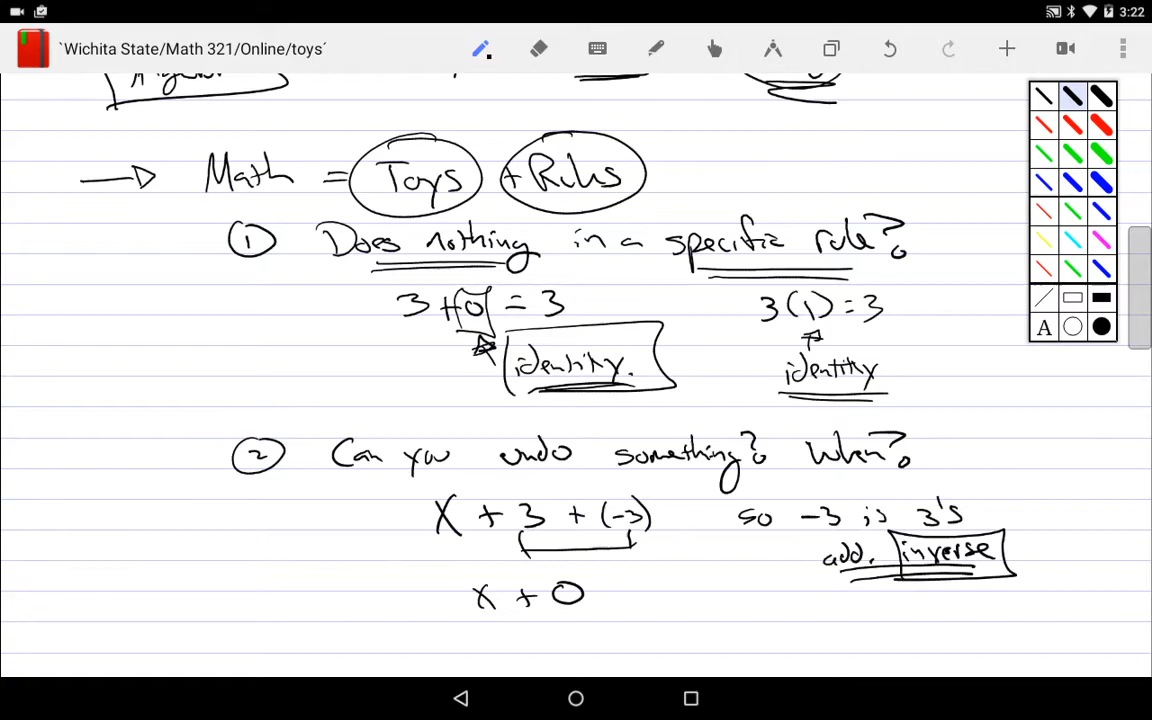 3:22
`Wichita State/Math 321/Online/toys´
→ Math = Toys + Rules
① Does nothing in a specific rule?
3 + 0 = 3 3(1) = 3
identity. identity
② Can you undo something? When?
x + 3 + (-3) so -3 is 3's
add. inverse
x + 0
A